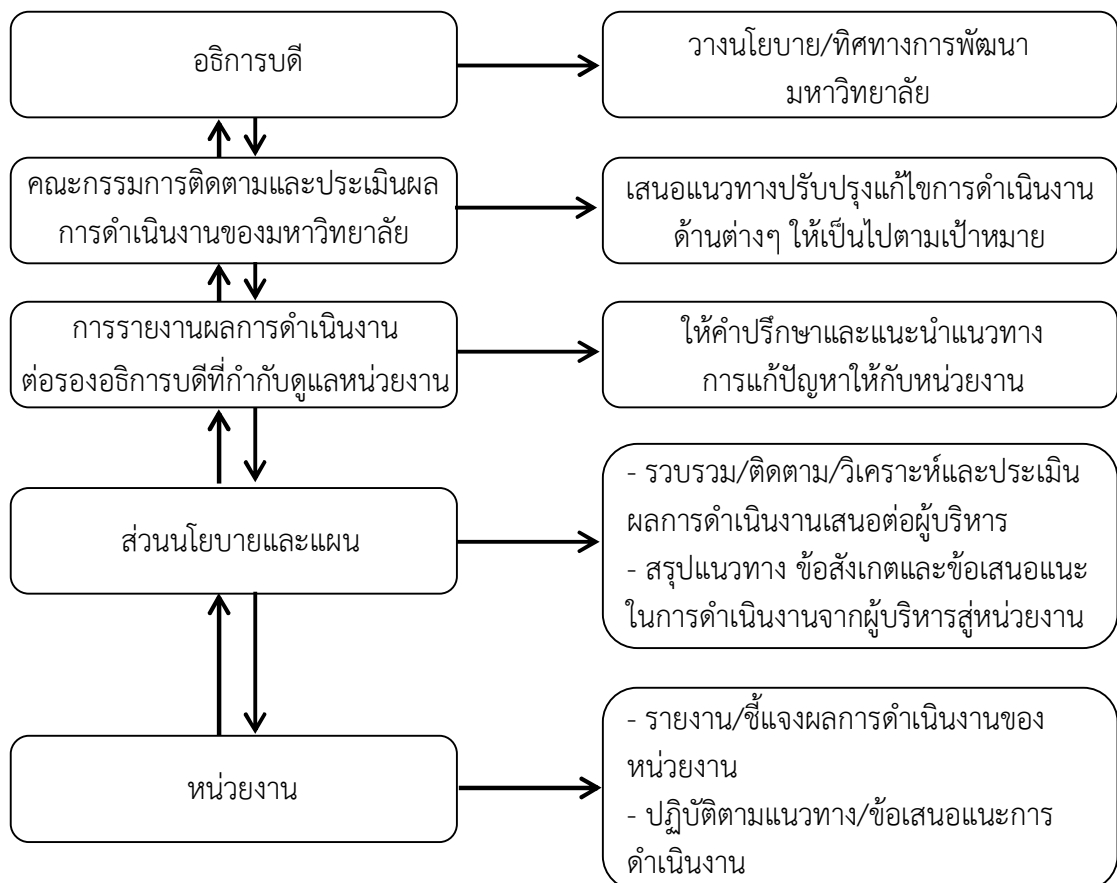 อธิการบดี
วางนโยบาย/ทิศทางการพัฒนา
มหาวิทยาลัย
คณะกรรมการติดตามและประเมินผล
การดำเนินงานของมหาวิทยาลัย
เสนอแนวทางปรับปรุงแก้ไขการดำเนินงาน
ด้านต่างๆ ให้เป็นไปตามเป้าหมาย
การรายงานผลการดำเนินงาน
ต่อรองอธิการบดีที่กำกับดูแลหน่วยงาน
ให้คำปรึกษาและแนะนำแนวทาง
การแก้ปัญหาให้กับหน่วยงาน
ส่วนนโยบายและแผน
- รวบรวม/ติดตาม/วิเคราะห์และประเมิน
ผลการดำเนินงานเสนอต่อผู้บริหาร
- สรุปแนวทาง ข้อสังเกตและข้อเสนอแนะ
ในการดำเนินงานจากผู้บริหารสู่หน่วยงาน
หน่วยงาน
- รายงาน/ชี้แจงผลการดำเนินงานของ
หน่วยงาน
- ปฏิบัติตามแนวทาง/ข้อเสนอแนะการ
ดำเนินงาน